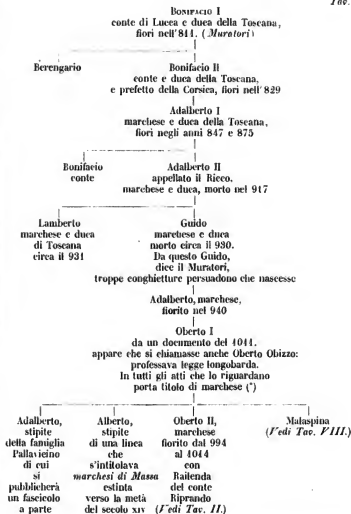 Tav.
BONIFACIO I
conte di Lucca e duca della Toscana,
fiorì nell'811. (Muratori)
Berengario
Bonifacio II
conte e duca della Toscana,
e prefetto della Corsica, fiorì nell'829
Adalberto I
marchese e duca della Toscana,
fiorì negli anni 847 e 875
Bonifacio
conte
Adalberto II
appellato il Ricco.
marchese e duca, morto nel 917
Lamberto
marchese e duca
di Toscana
circa il 931
Guido
marchese e duca
morto circa il 930.
Da questo Guido,
dice il Muratori,
troppe conghietture persuadono che nascesse
Adalberto, marchese,
fiorito nel 940
Oberto I
da un documento del 1011.
appare che si chiamasse anche Oberto Obizzo:
professava legge longobarda.
In tutti gli atti che lo riguardano
porta titolo di marchese (*)
Adalberto,
stipite
della famiglia
Pallavicino
di cui
si
pubblicherà
un fascicolo
a parte
Alberto,
stipite
di una linea
che
s'intitolava
marchesi di Massa
estinta
verso la metà
del secolo XIV
Oberto II,
marchese
fiorito dal 994
al 1014
con
Railenda
del conte
Riprando
(Vedi Tav. II.)
Malaspina
(Vedi Tav. VIII.)